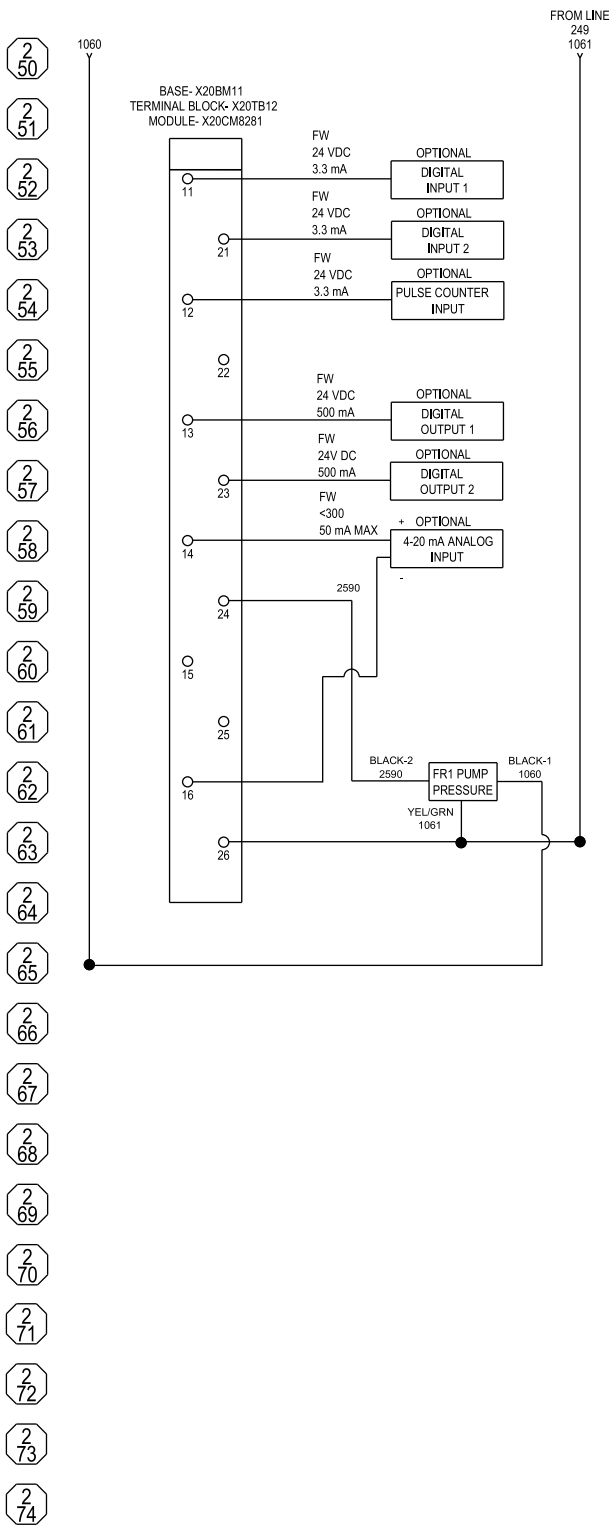 FROM LINE
249
1061
1060
2
50
BASE- X20BM11
TERMINAL BLOCK- X20TB12
MODULE- X20CM8281
2
51
FW
24 VDC
3.3 mA
OPTIONAL
DIGITAL
INPUT 1
11
2
52
FW
24 VDC
3.3 mA
OPTIONAL
DIGITAL
INPUT 2
21
2
53
FW
24 VDC
3.3 mA
OPTIONAL
PULSE COUNTER
INPUT
12
2
54
22
2
55
FW
24 VDC
500 mA
OPTIONAL
DIGITAL
OUTPUT 1
13
2
56
FW
24V DC
500 mA
OPTIONAL
DIGITAL
OUTPUT 2
23
2
57
FW
<300
50 mA MAX
+ OPTIONAL
4-20 mA ANALOG
INPUT
-
14
2
58
2590
24
2
59
15
2
60
25
2
61
BLACK-2
2590
FR1 PUMP
PRESSURE
BLACK-1
1060
16
2
62
YEL/GRN
1061
26
2
63
2
64
2
65
2
66
2
67
2
68
2
69
2
70
2
71
2
72
2
73
2
74